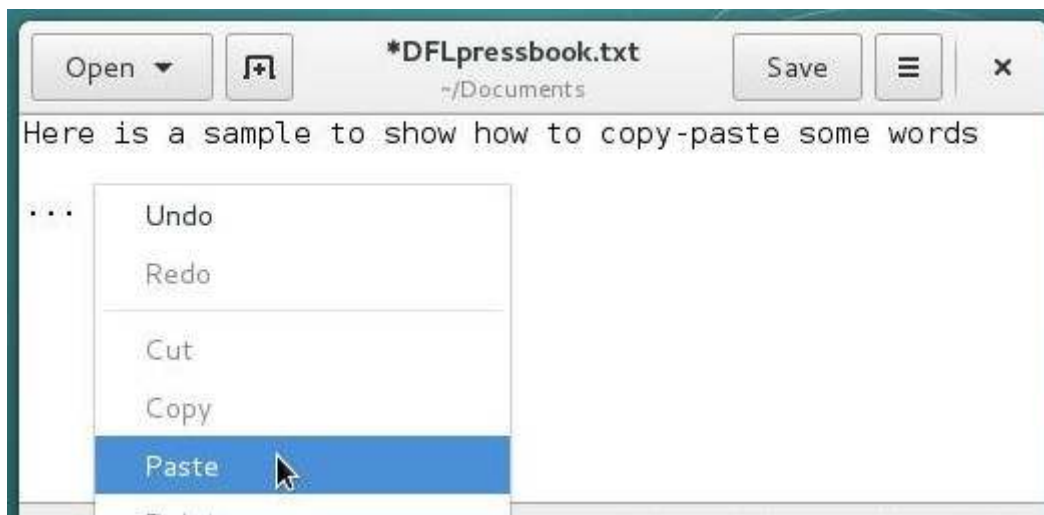 Open
*DFLpressbook.txt
~/Documents
Save
Here is a sample to show how to copy-paste some words
...
Undo
Redo
Cut
Copy
Paste